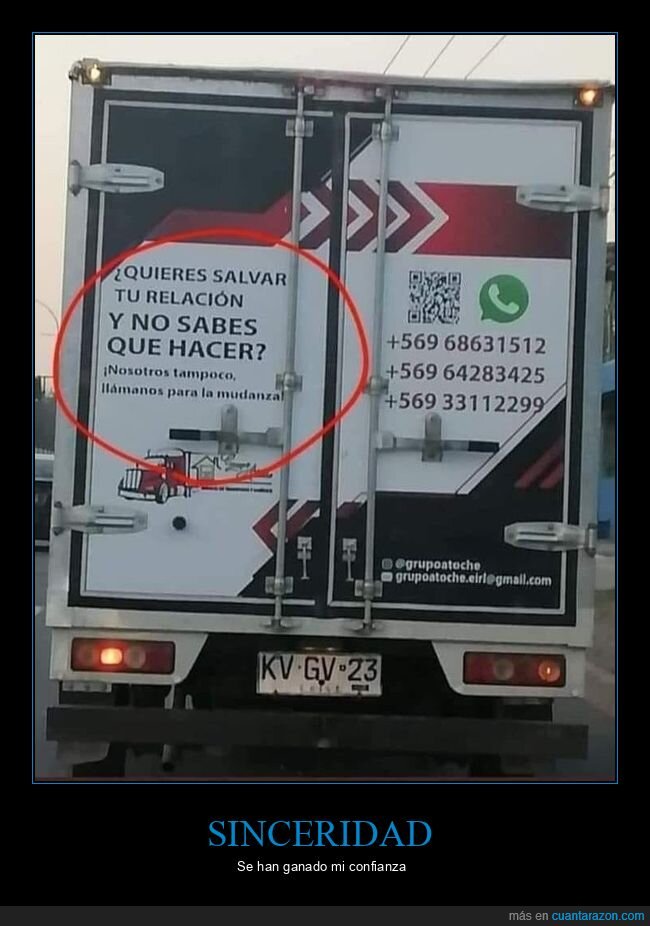 ¿QUIERES SALVAR
TU RELACIÓN
Y NO SABES
QUE HACER?
¡Nosotros tampoco,
llámanos para la mudanza!
+569 68631512
+569 64283425
+569 33112299
@grupoatoche
grupoatoche.eirl@gmail.com
KV·GV·23
CHILE
SINCERIDAD
Se han ganado mi confianza
más en cuantarazon.com